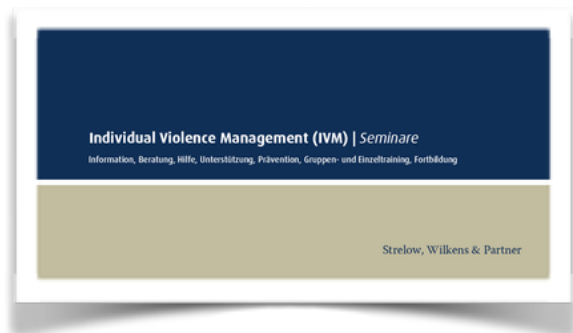 Individual Violence Management (IVM) | Seminare
Information, Beratung, Hilfe, Unterstützung, Prävention, Gruppen- und Einzeltraining, Fortbildung
Strelow, Wilkens & Partner